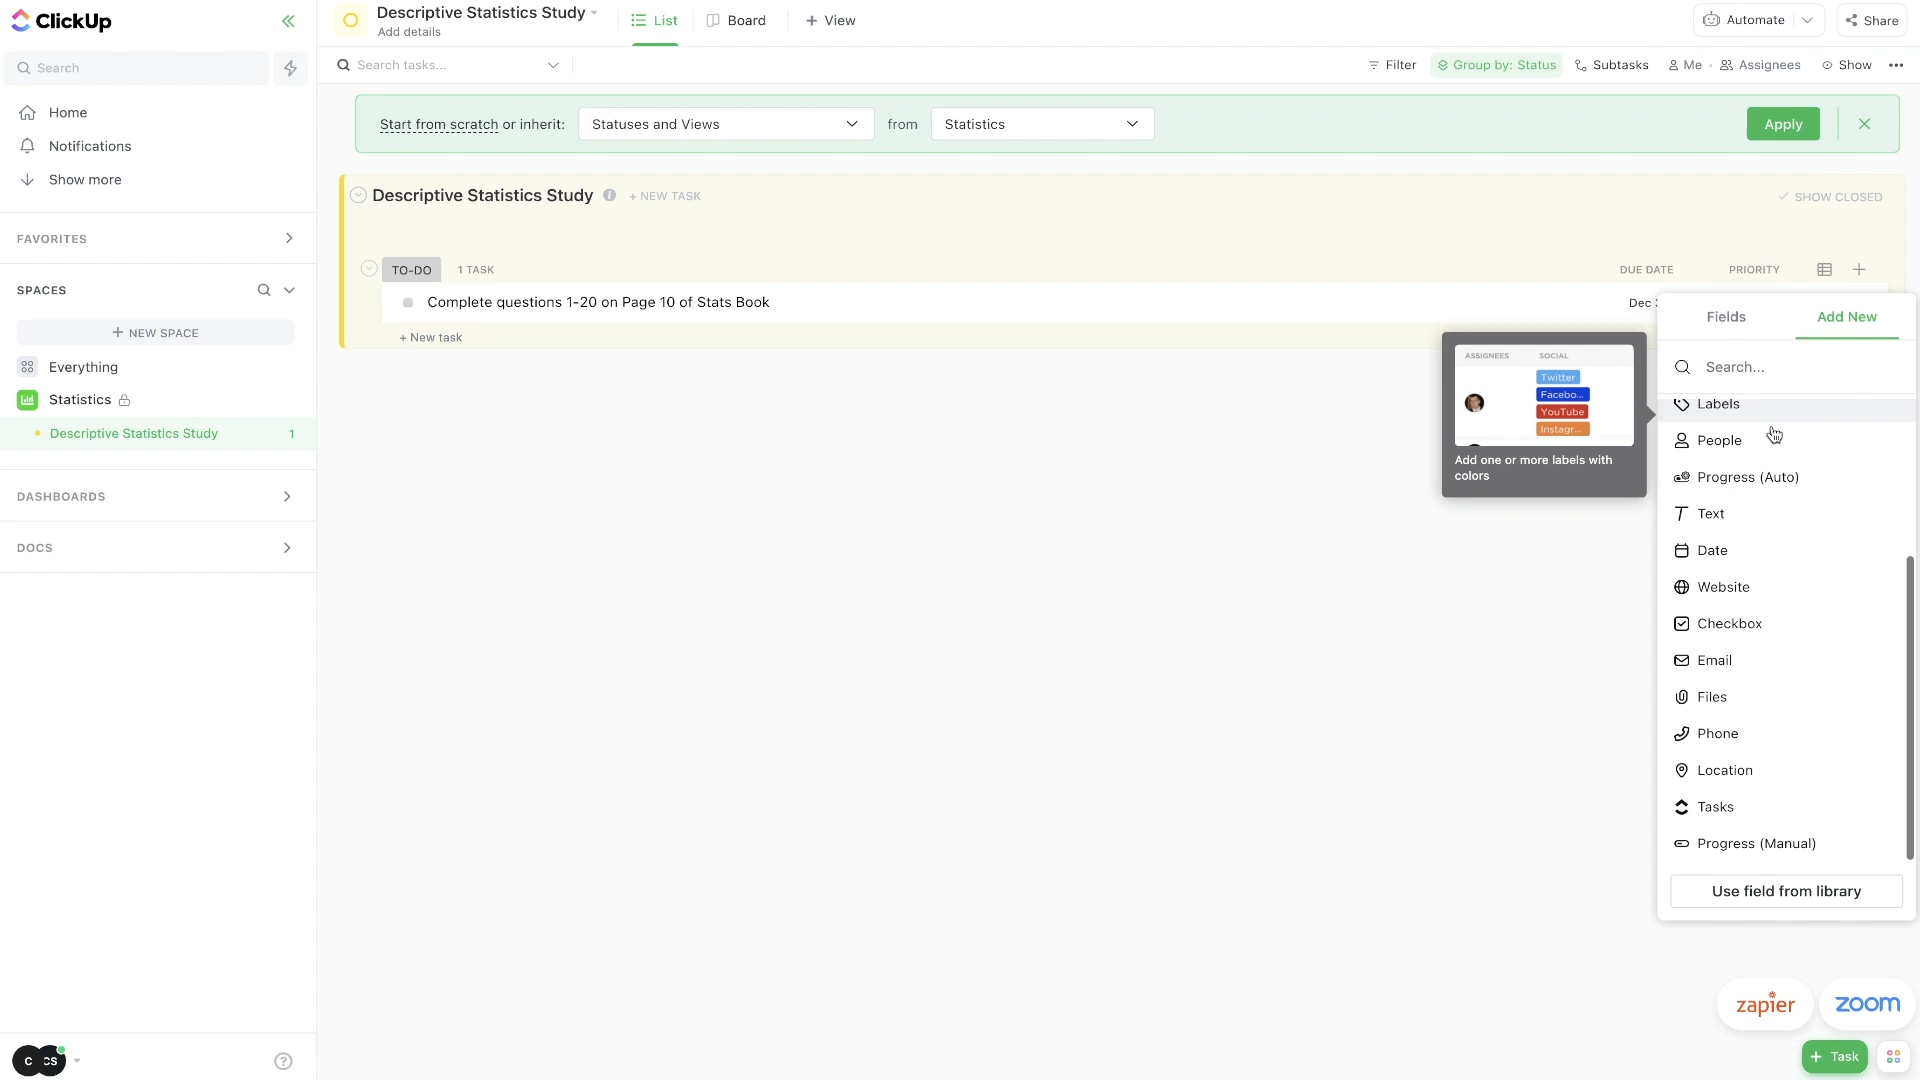 ClickUp
Search
Home
Notifications
Show more
FAVORITES
SPACES
+ NEW SPACE
Everything
Statistics
Descriptive Statistics Study 1
DASHBOARDS
DOCS
C CS
Descriptive Statistics Study
Add details
List
Board
+ View
Automate
Share
Search tasks...
Filter
Group by: Status
Subtasks
Me
Assignees
Show
Start from scratch or inherit:
Statuses and Views
from
Statistics
Apply
Descriptive Statistics Study
+ NEW TASK
SHOW CLOSED
TO-DO
1 TASK
DUE DATE
PRIORITY
Complete questions 1-20 on Page 10 of Stats Book
Dec
+ New task
ASSIGNEES SOCIAL
Twitter
Facebo...
YouTube
Instagr...
Add one or more labels with
colors
Fields
Add New
Search...
Labels
People
Progress (Auto)
Text
Date
Website
Checkbox
Email
Files
Phone
Location
Tasks
Progress (Manual)
Use field from library
zapier
zoom
+ Task